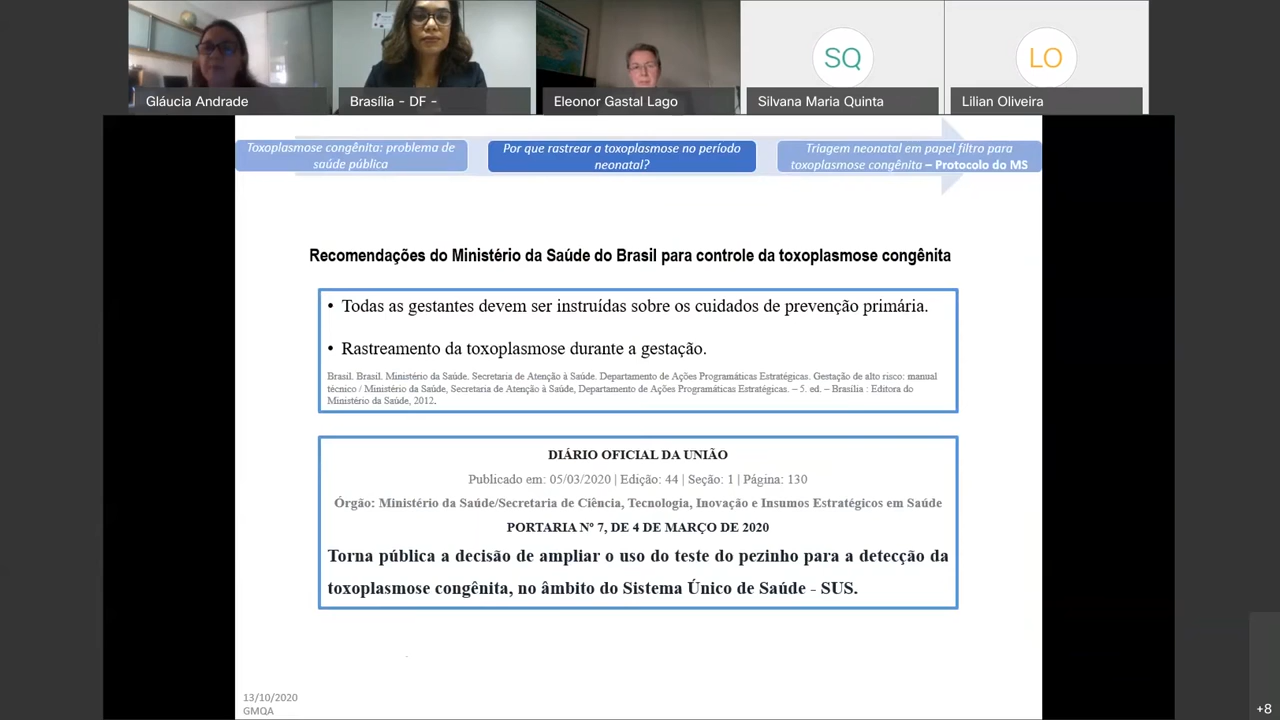 SQ
LO
Gláucia Andrade
Brasília - DF -
Eleonor Gastal Lago
Silvana Maria Quinta
Lilian Oliveira
Toxoplasmose congênita: problema de
saúde pública
Por que rastrear a toxoplasmose no período
neonatal?
Triagem neonatal em papel filtro para
toxoplasmose congênita – Protocolo do MS
Recomendações do Ministério da Saúde do Brasil para controle da toxoplasmose congênita
• Todas as gestantes devem ser instruídas sobre os cuidados de prevenção primária.
• Rastreamento da toxoplasmose durante a gestação.
Brasil. Brasil. Ministério da Saúde. Secretaria de Atenção à Saúde. Departamento de Ações Programáticas Estratégicas. Gestação de alto risco: manual
técnico / Ministério da Saúde, Secretaria de Atenção à Saúde, Departamento de Ações Programáticas Estratégicas. – 5. ed. – Brasília : Editora do
Ministério da Saúde, 2012.
DIÁRIO OFICIAL DA UNIÃO
Publicado em: 05/03/2020 | Edição: 44 | Seção: 1 | Página: 130
Órgão: Ministério da Saúde/Secretaria de Ciência, Tecnologia, Inovação e Insumos Estratégicos em Saúde
PORTARIA Nº 7, DE 4 DE MARÇO DE 2020
Torna pública a decisão de ampliar o uso do teste do pezinho para a detecção da
toxoplasmose congênita, no âmbito do Sistema Único de Saúde - SUS.
13/10/2020
GMQA
+8